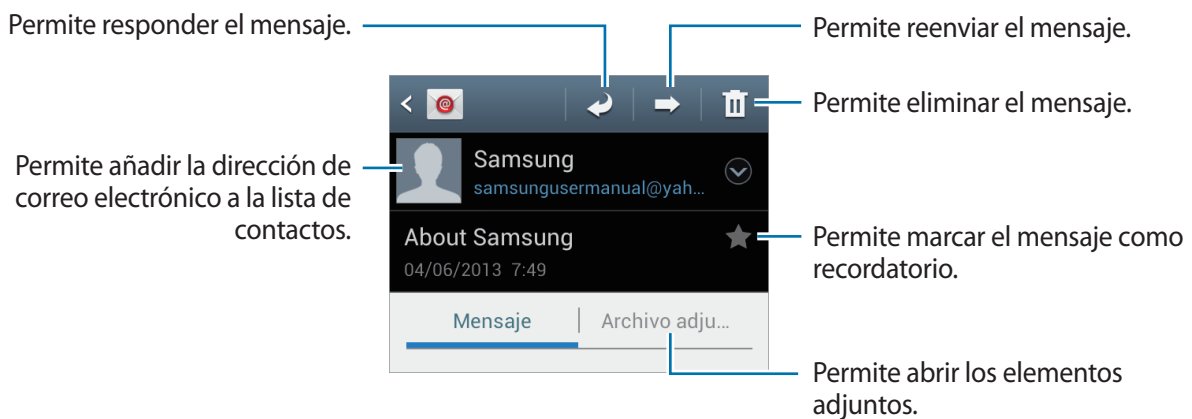 Permite responder el mensaje.
Permite reenviar el mensaje.
Permite eliminar el mensaje.
Permite añadir la dirección de
correo electrónico a la lista de
contactos.
Samsung
samsungusermanual@yah...
About Samsung
04/06/2013 7:49
Permite marcar el mensaje como
recordatorio.
Mensaje
Archivo adju...
Permite abrir los elementos
adjuntos.